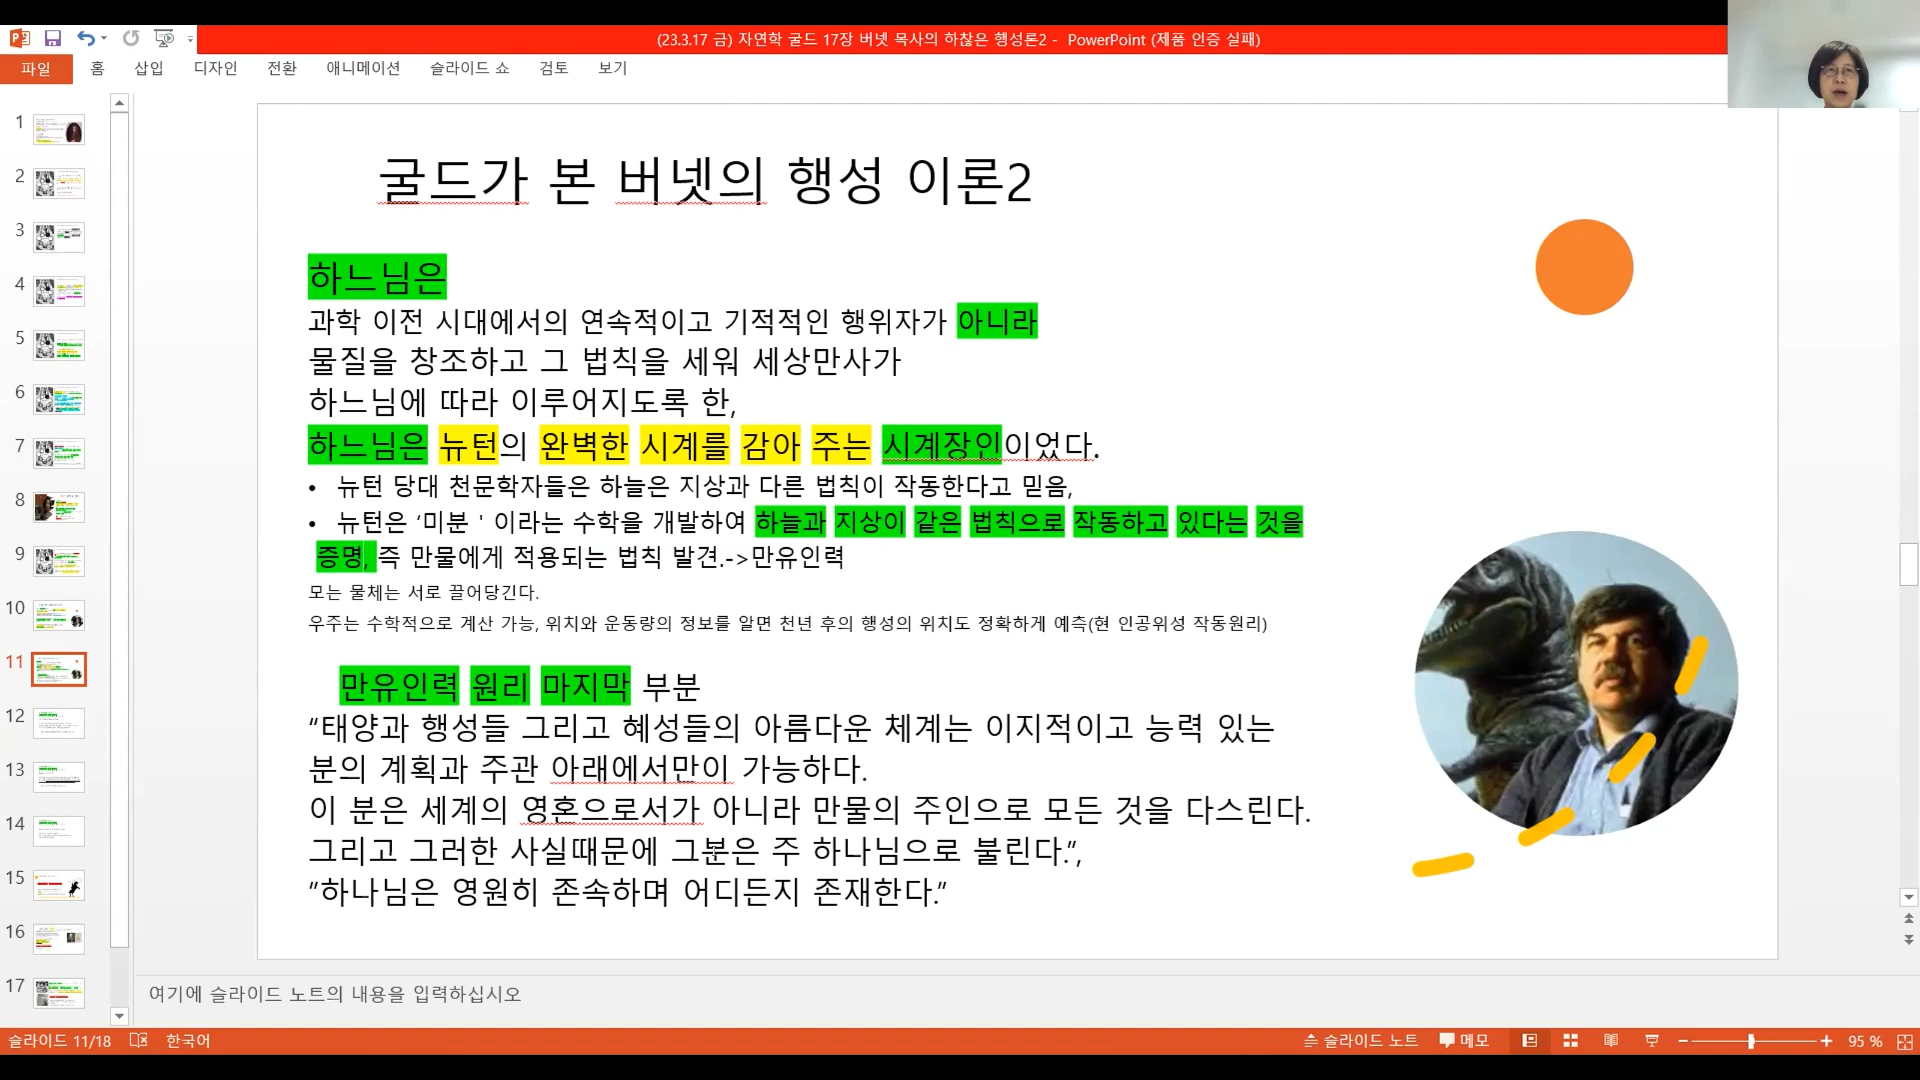 (23.3.17 금) 자연학 굴드 17장 버넷 목사의 하찮은 행성론2 - PowerPoint (제품 인증 실패)
파일 홈 삽입 디자인 전환 애니메이션 슬라이드 쇼 검토 보기
1
2
3
4
5
6
7
8
9
10
11
12
13
14
15
16
17
굴드가 본 버넷의 행성 이론2
하느님은
과학 이전 시대에서의 연속적이고 기적적인 행위자가 아니라
물질을 창조하고 그 법칙을 세워 세상만사가
하느님에 따라 이루어지도록 한,
하느님은 뉴턴의 완벽한 시계를 감아 주는 시계장인이었다.
• 뉴턴 당대 천문학자들은 하늘은 지상과 다른 법칙이 작동한다고 믿음,
• 뉴턴은 ‘미분 ' 이라는 수학을 개발하여 하늘과 지상이 같은 법칙으로 작동하고 있다는 것을
증명, 즉 만물에게 적용되는 법칙 발견.->만유인력
모는 물체는 서로 끌어당긴다.
우주는 수학적으로 계산 가능, 위치와 운동량의 정보를 알면 천년 후의 행성의 위치도 정확하게 예측(현 인공위성 작동원리)
만유인력 원리 마지막 부분
“태양과 행성들 그리고 혜성들의 아름다운 체계는 이지적이고 능력 있는
분의 계획과 주관 아래에서만이 가능하다.
이 분은 세계의 영혼으로서가 아니라 만물의 주인으로 모든 것을 다스린다.
그리고 그러한 사실때문에 그분은 주 하나님으로 불린다.”,
”하나님은 영원히 존속하며 어디든지 존재한다.”
여기에 슬라이드 노트의 내용을 입력하십시오
슬라이드 11/18 한국어 슬라이드 노트 메모 95 %